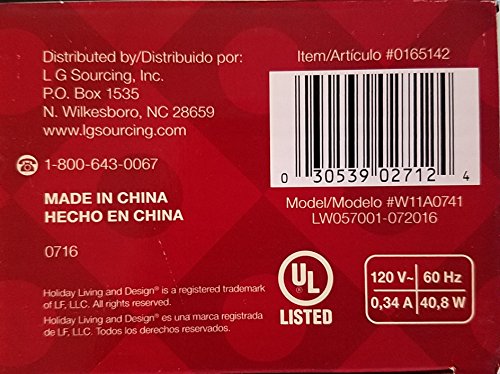 Distributed by/Distribuido por:
L G Sourcing, Inc.
P.O. Box 1535
N. Wilkesboro, NC 28659
www.lgsourcing.com
1-800-643-0067
MADE IN CHINA
HECHO EN CHINA
0716
Holiday Living and Design® is a registered trademark
of LF, LLC. All rights reserved.
Holiday Living and Design® es una marca registrada
de LF, LLC. Todos los derechos reservados.
Item/Artículo #0165142
0 30539 02712 4
Model/Modelo #W11A0741
LW057001-072016
UL
LISTED
120 V~ 60 Hz
0,34 A 40,8 W